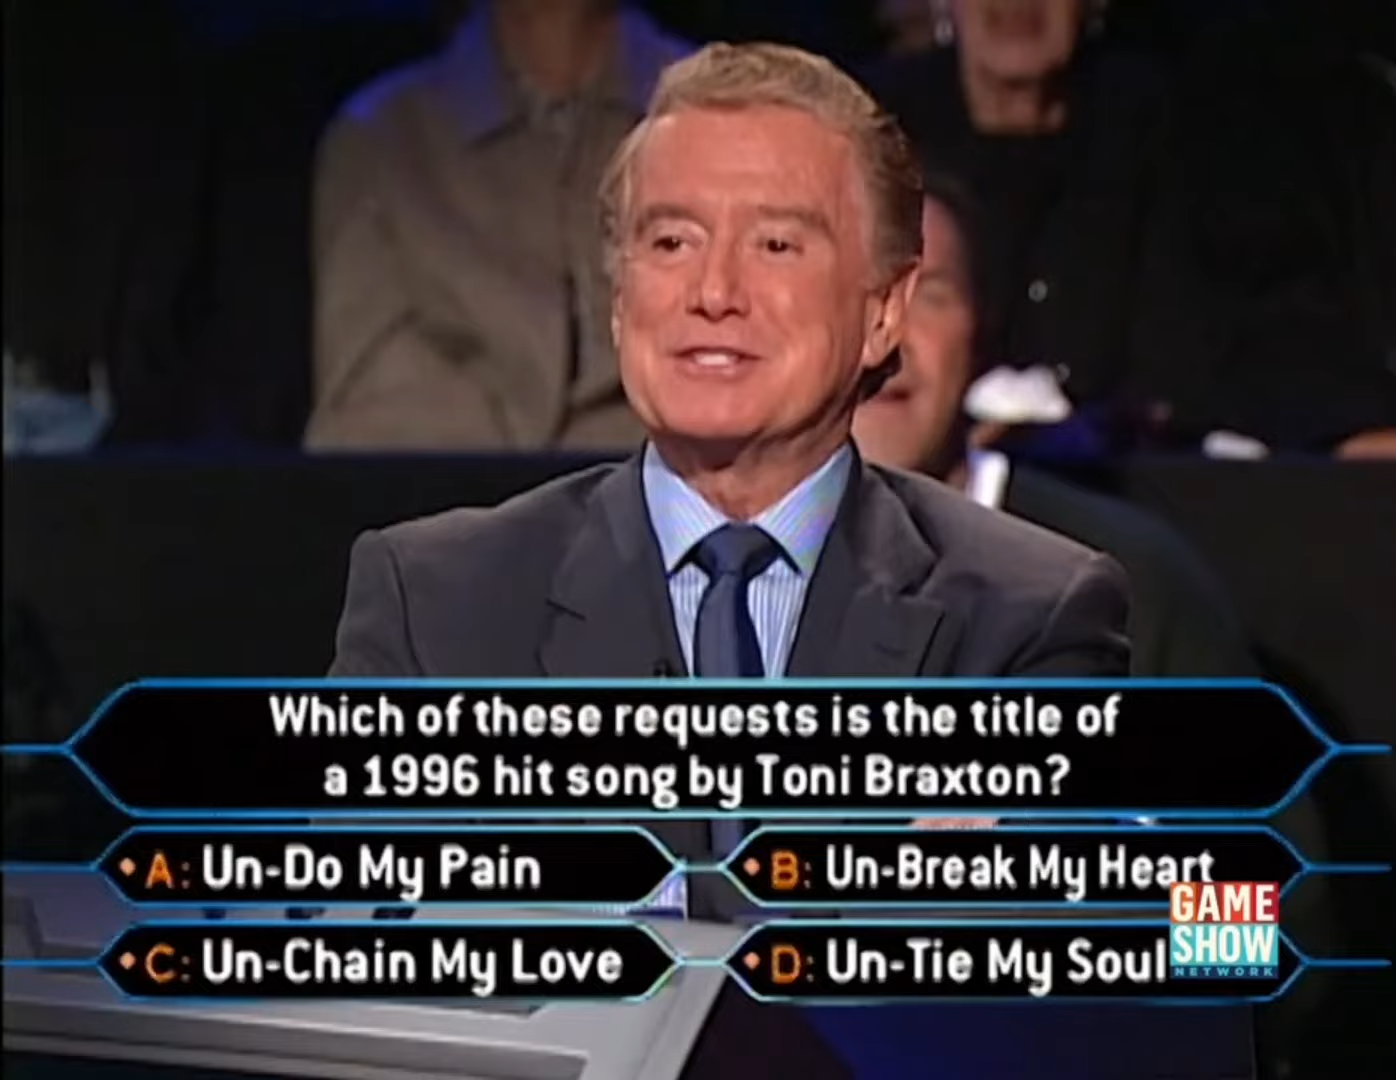 Which of these requests is the title of
a 1996 hit song by Toni Braxton?
A: Un-Do My Pain
B: Un-Break My Heart
C: Un-Chain My Love
D: Un-Tie My Soul
GAME
SHOW
NETWORK